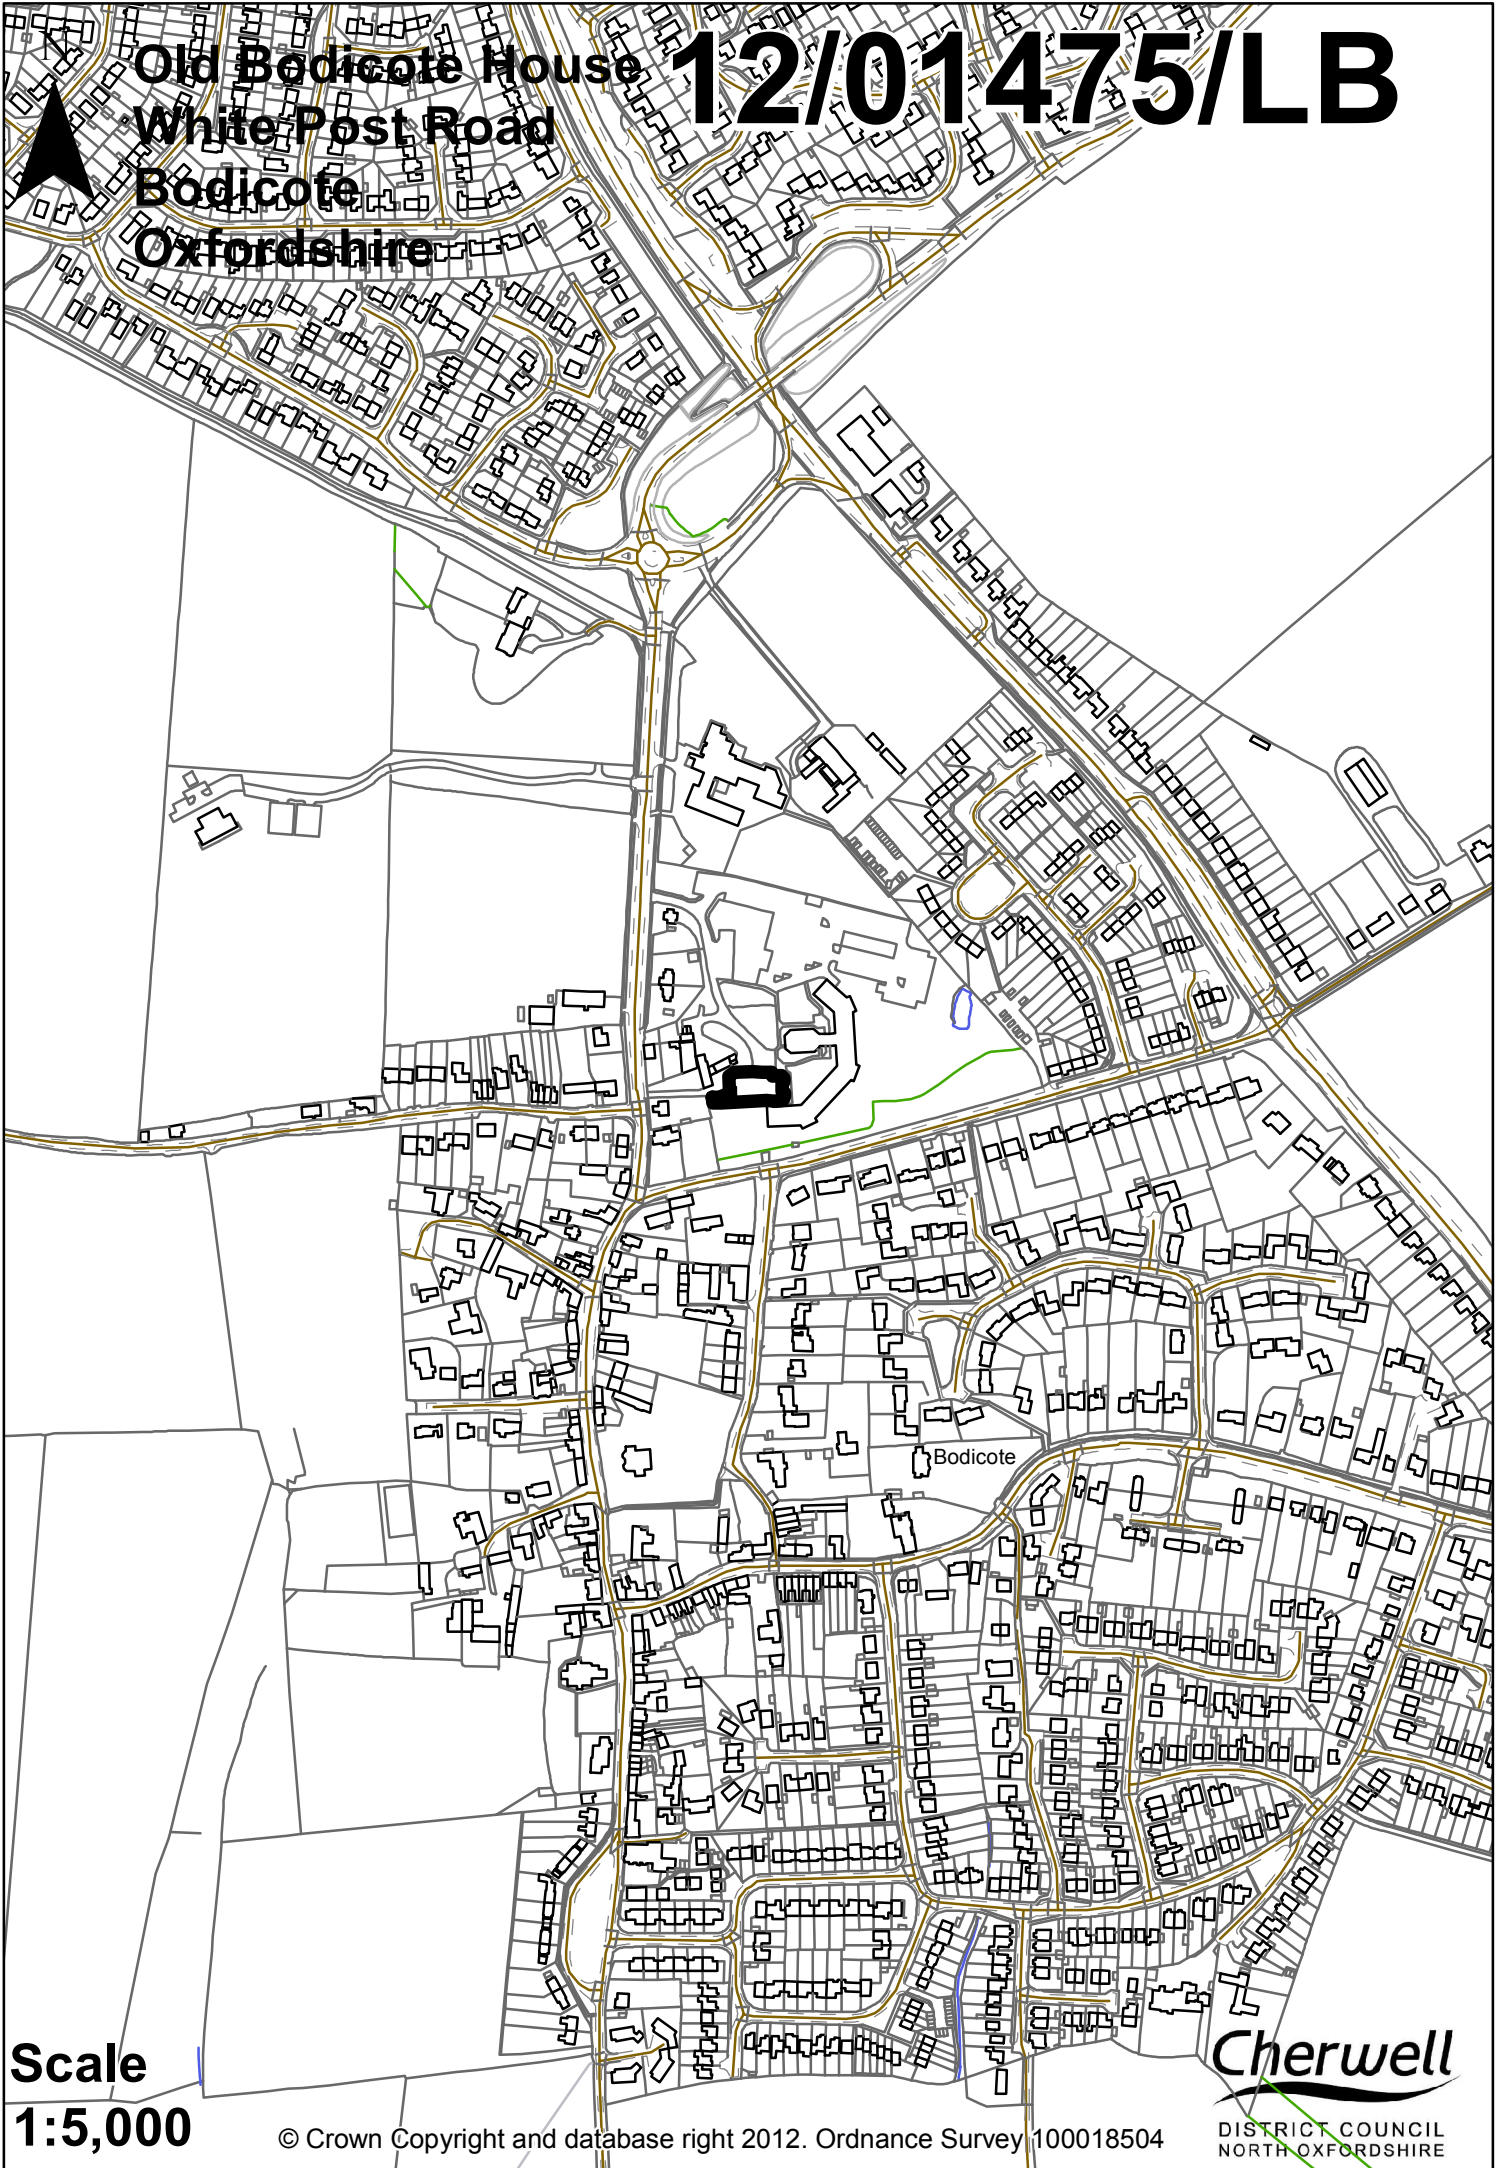 12/01475/LB
N
Old Bodicote House
White Post Road
Bodicote
Oxfordshire
Bodicote
Scale
1:5,000
© Crown Copyright and database right 2012. Ordnance Survey 100018504
Cherwell
DISTRICT COUNCIL
NORTH OXFORDSHIRE